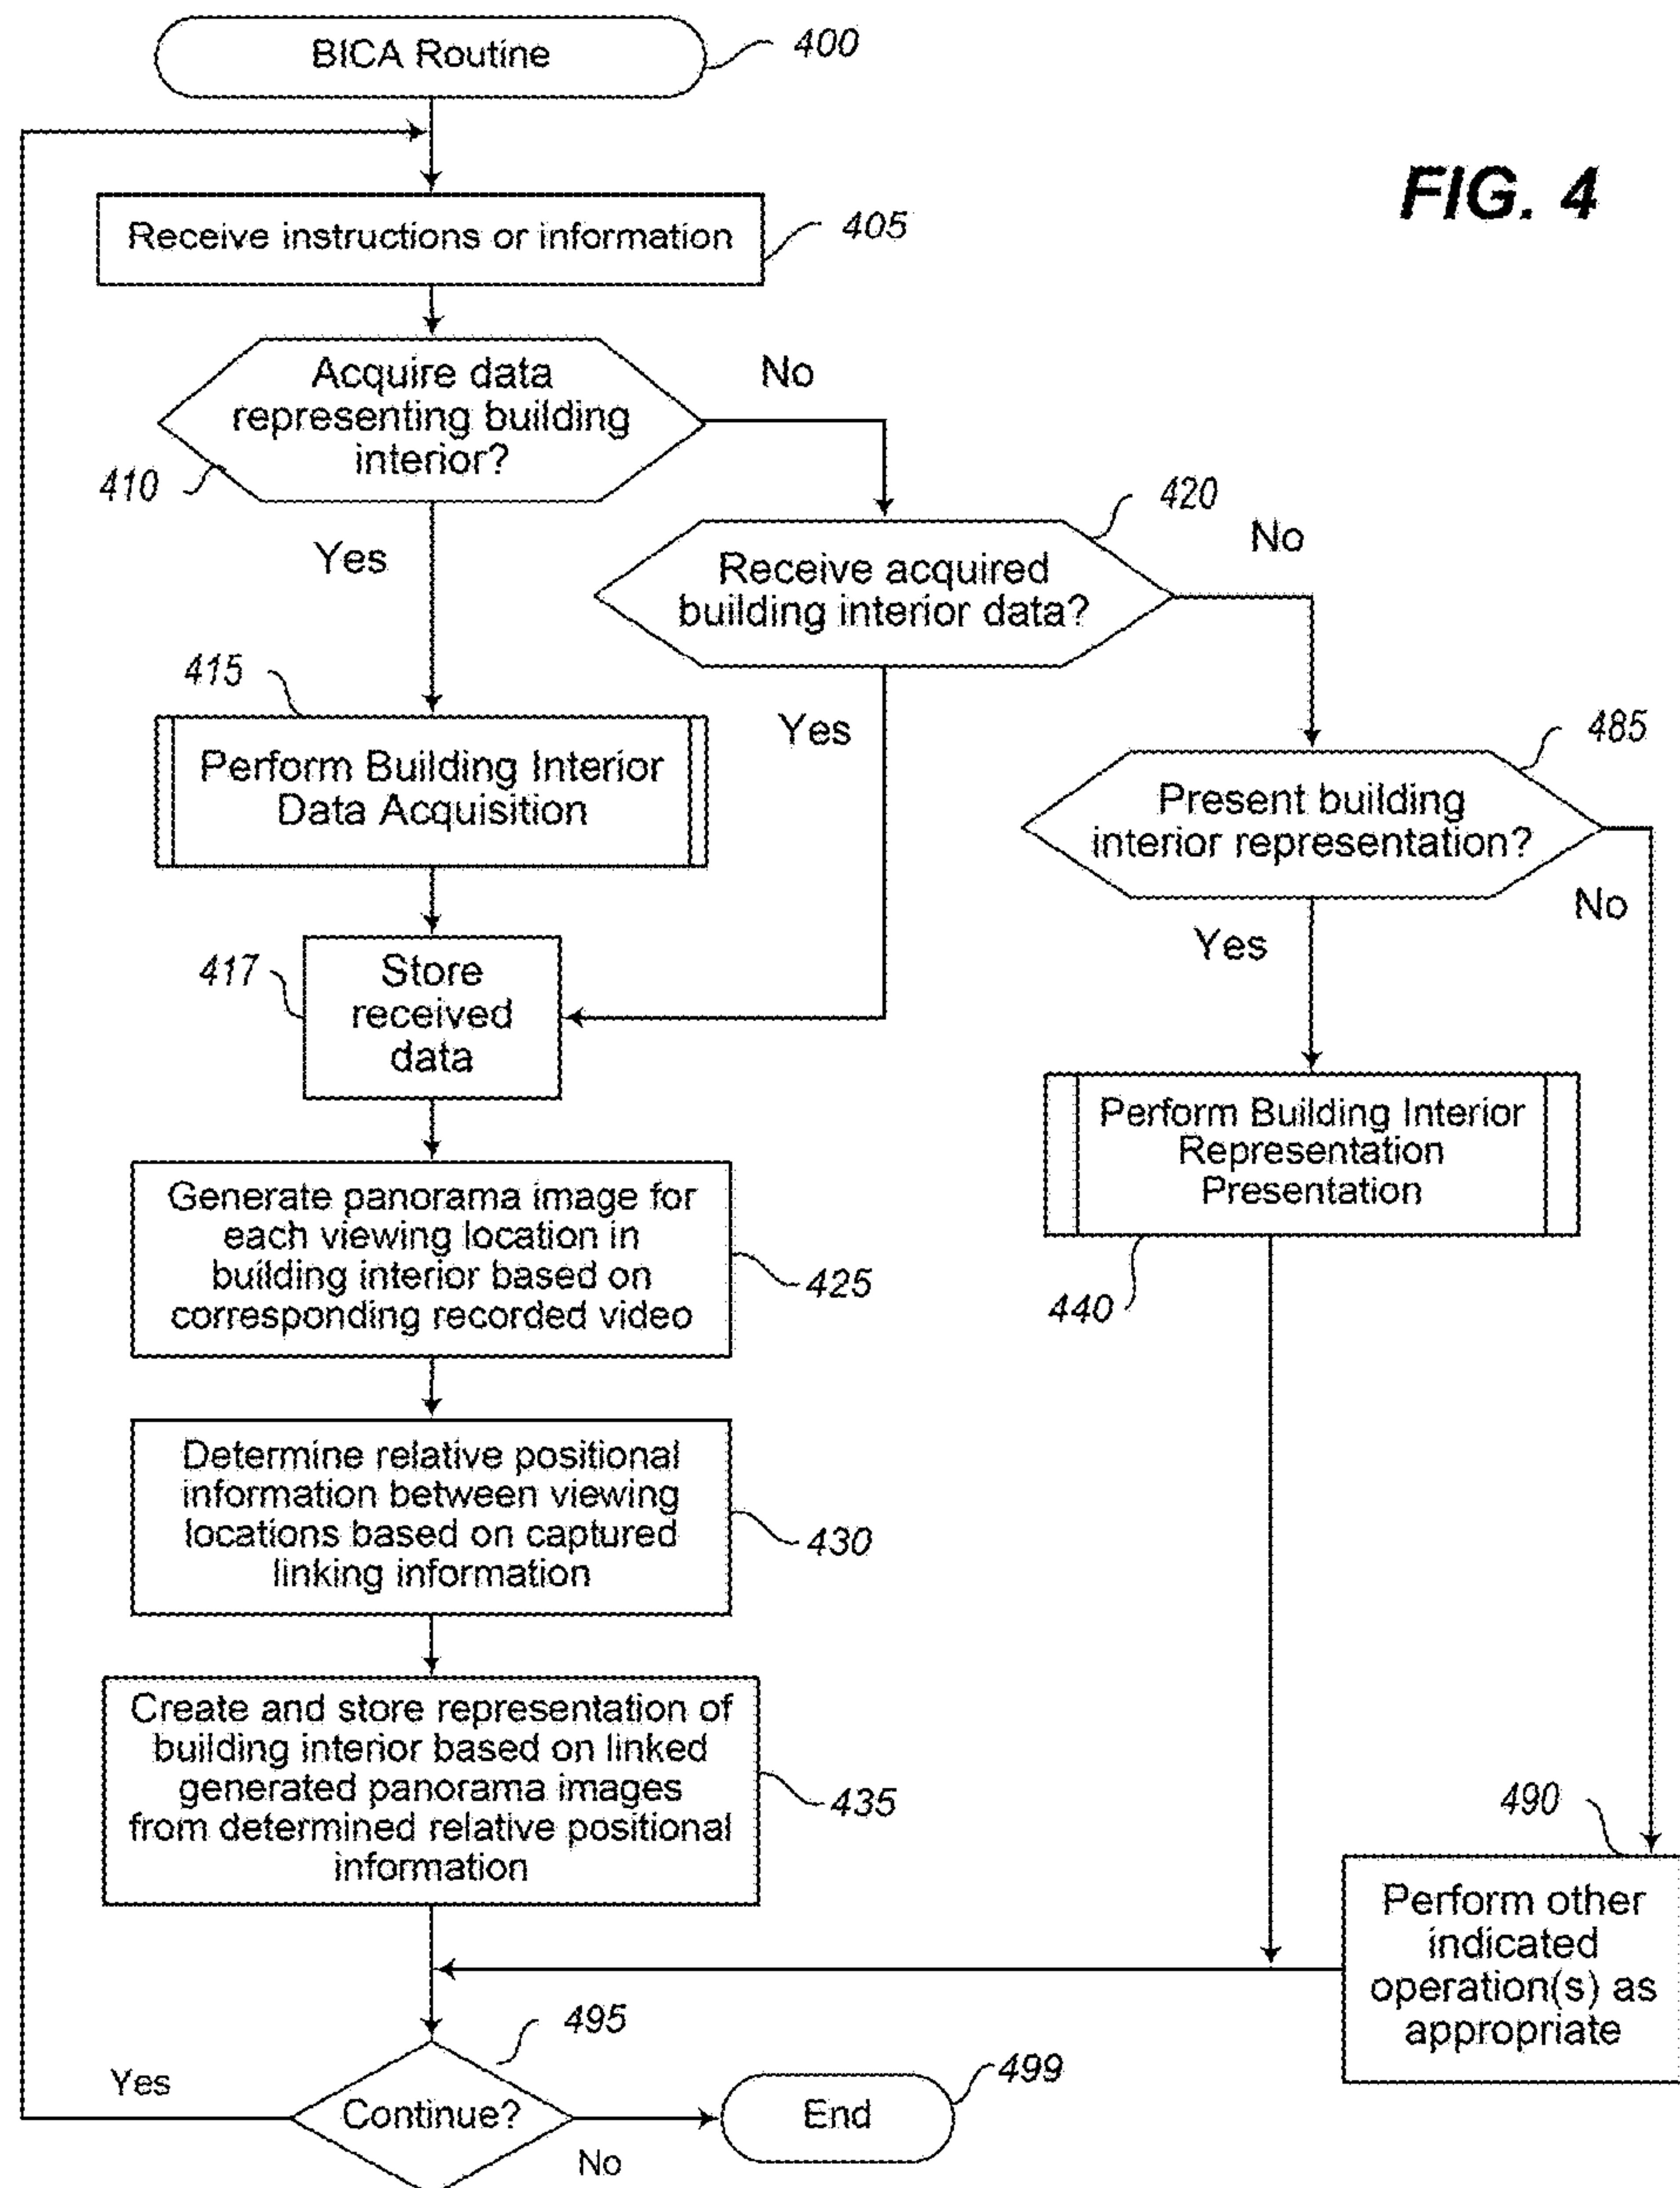 BICA Routine
400
FIG. 4
Receive instructions or information
405
Acquire data
representing building
interior?
410
No
Yes
420
Receive acquired
building interior data?
No
Yes
415
Perform Building Interior
Data Acquisition
485
Present building
interior representation?
No
Yes
417
Store
received
data
Perform Building Interior
Representation
Presentation
440
Generate panorama image for
each viewing location in
building interior based on
corresponding recorded video
425
Determine relative positional
information between viewing
locations based on captured
linking information
430
Create and store representation of
building interior based on linked
generated panorama images
from determined relative positional
information
435
490
Perform other
indicated
operation(s) as
appropriate
495
Continue?
Yes
No
End
499